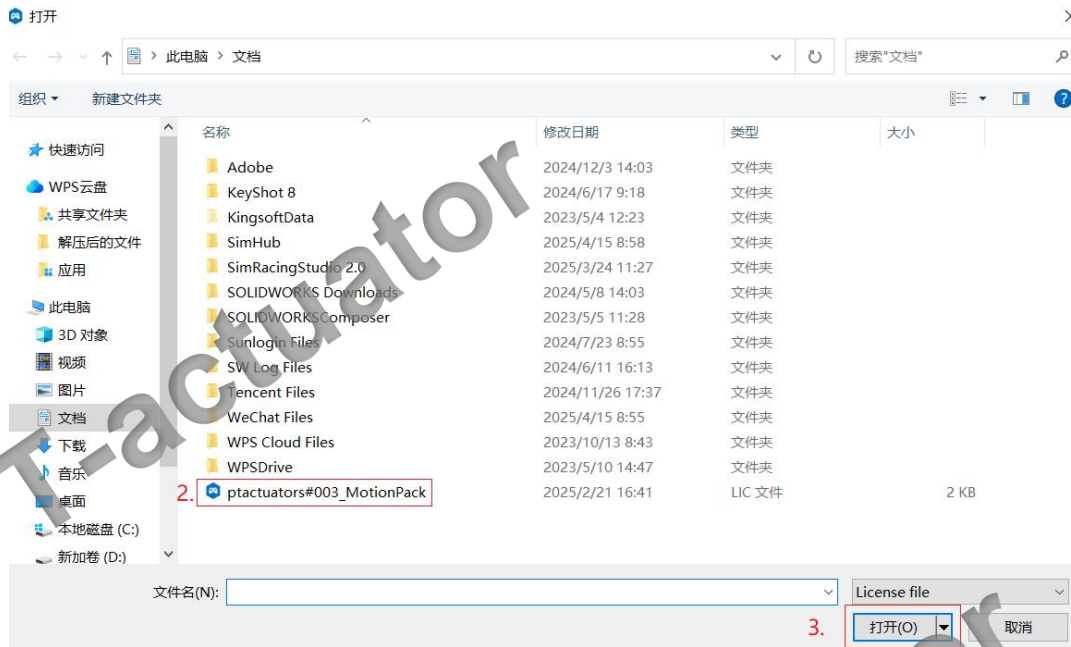 打开
此电脑 > 文档
搜索"文档"
组织 新建文件夹
名称 修改日期 类型 大小
快速访问
WPS云盘
共享文件夹
解压后的文件
应用
此电脑
3D 对象
视频
图片
文档
下载
音乐
桌面
本地磁盘 (C:)
新加卷 (D:)
Adobe 2024/12/3 14:03 文件夹
KeyShot 8 2024/6/17 9:18 文件夹
KingsoftData 2023/5/4 12:23 文件夹
SimHub 2025/4/15 8:58 文件夹
SimRacingStudio 2.0 2025/3/24 11:27 文件夹
SOLIDWORKS Downloads 2024/5/8 14:03 文件夹
SOLIDWORKSComposer 2023/5/5 11:28 文件夹
Sunlogin Files 2024/7/23 8:55 文件夹
SW Log Files 2024/6/11 16:13 文件夹
Tencent Files 2024/11/26 17:37 文件夹
WeChat Files 2025/4/15 8:55 文件夹
WPS Cloud Files 2023/10/13 8:43 文件夹
WPSDrive 2023/5/10 14:47 文件夹
2. ptactuators#003_MotionPack 2025/2/21 16:41 LIC 文件 2 KB
文件名(N): License file
3. 打开(O) 取消
T-actuator